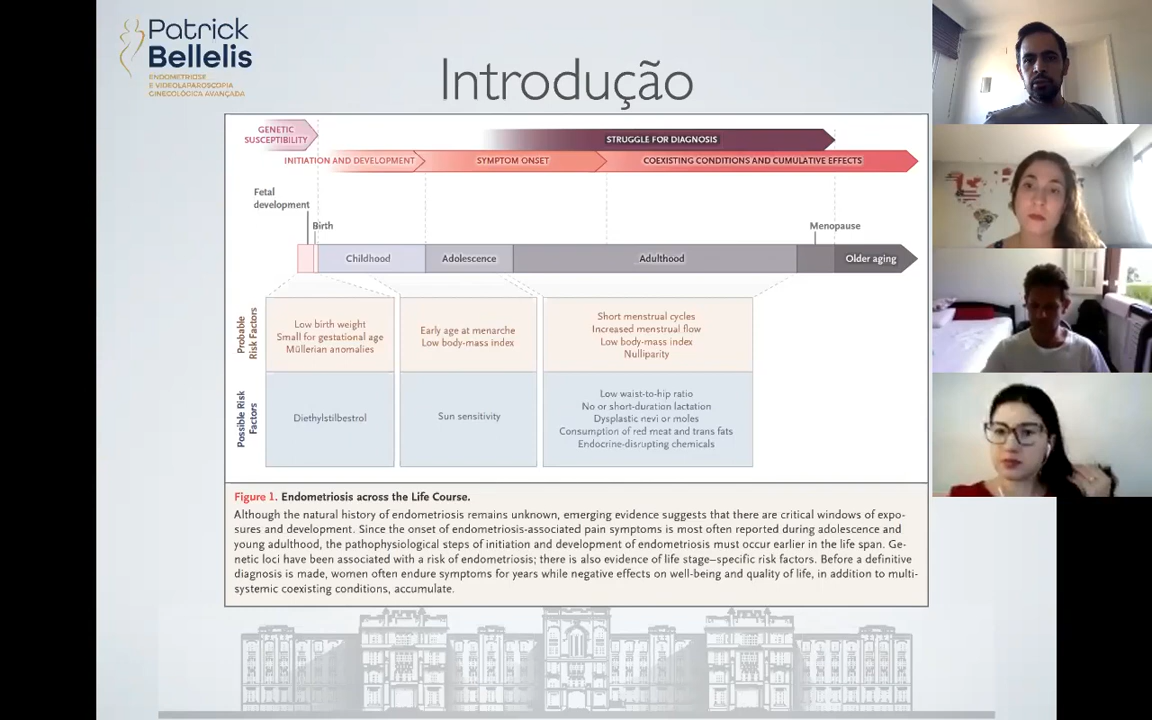 Patrick
Bellelis
ENDOMETRIOSE
E VIDEOLAPAROSCOPIA
GINECOLÓGICA AVANÇADA
Introdução
GENETIC
SUSCEPTIBILITY
STRUGGLE FOR DIAGNOSIS
INITIATION AND DEVELOPMENT
SYMPTOM ONSET
COEXISTING CONDITIONS AND CUMULATIVE EFFECTS
Fetal
development
Birth
Menopause
Childhood
Adolescence
Adulthood
Older aging
Probable
Risk Factors
Low birth weight
Small for gestational age
Müllerian anomalies
Early age at menarche
Low body-mass index
Short menstrual cycles
Increased menstrual flow
Low body-mass index
Nulliparity
Possible Risk
Factors
Diethylstilbestrol
Sun sensitivity
Low waist-to-hip ratio
No or short-duration lactation
Dysplastic nevi or moles
Consumption of red meat and trans fats
Endocrine-disrupting chemicals
Figure 1. Endometriosis across the Life Course.
Although the natural history of endometriosis remains unknown, emerging evidence suggests that there are critical windows of expo-
sures and development. Since the onset of endometriosis-associated pain symptoms is most often reported during adolescence and
young adulthood, the pathophysiological steps of initiation and development of endometriosis must occur earlier in the life span. Ge-
netic loci have been associated with a risk of endometriosis; there is also evidence of life stage–specific risk factors. Before a definitive
diagnosis is made, women often endure symptoms for years while negative effects on well-being and quality of life, in addition to multi-
systemic coexisting conditions, accumulate.